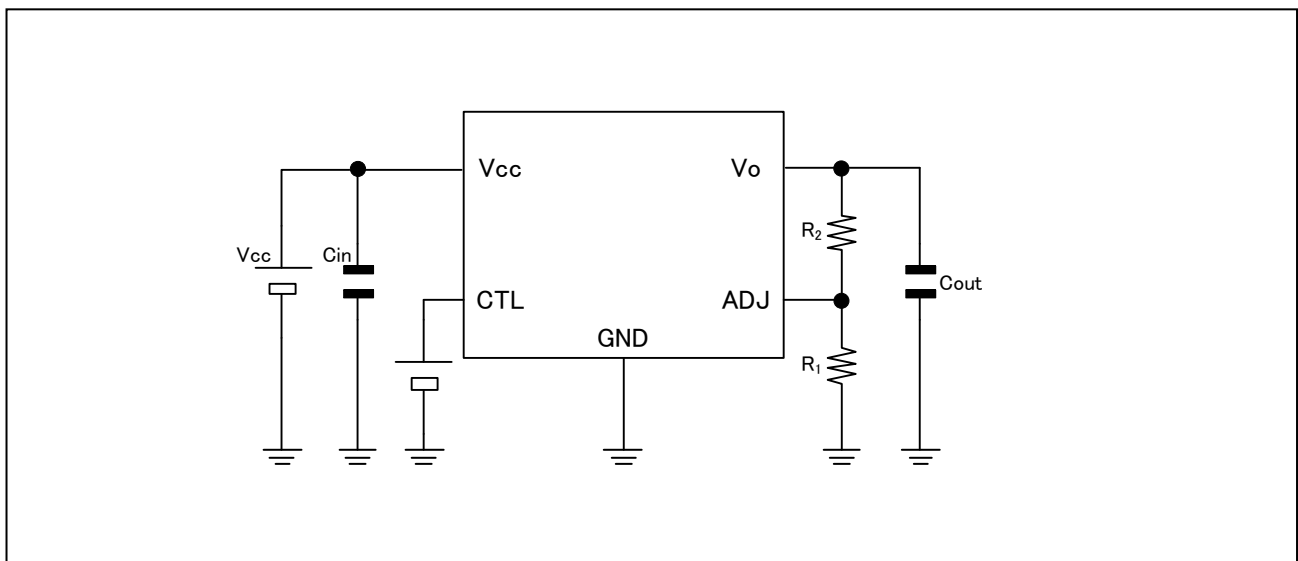 Vcc
Vo
R2
Vcc
Cin
Cout
CTL
ADJ
GND
R1